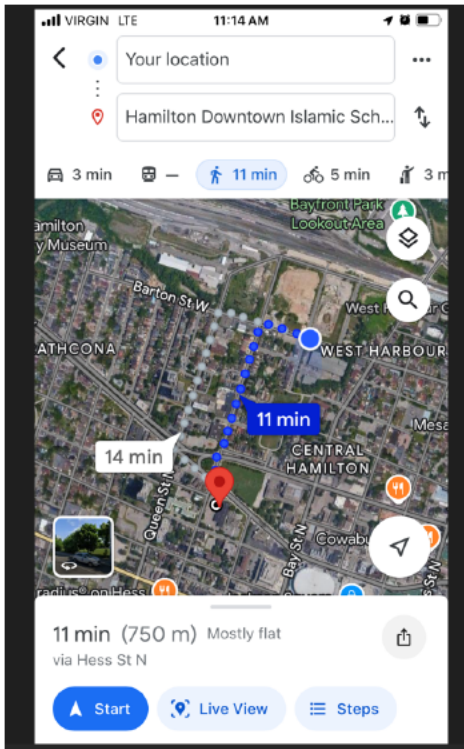 VIRGIN LTE 11:14 AM
Your location
Hamilton Downtown Islamic Sch...
3 min — 11 min 5 min 3 m
Bayfront Park
Lookout Area
amilton
y Museum
Barton St W
West H
ATHCONA
WEST HARBOUR
11 min
Mesa
14 min
CENTRAL
HAMILTON
Queen St N
Bay St N
Cowabu
s St N
radius® on Hess
11 min (750 m) Mostly flat
via Hess St N
Start Live View Steps